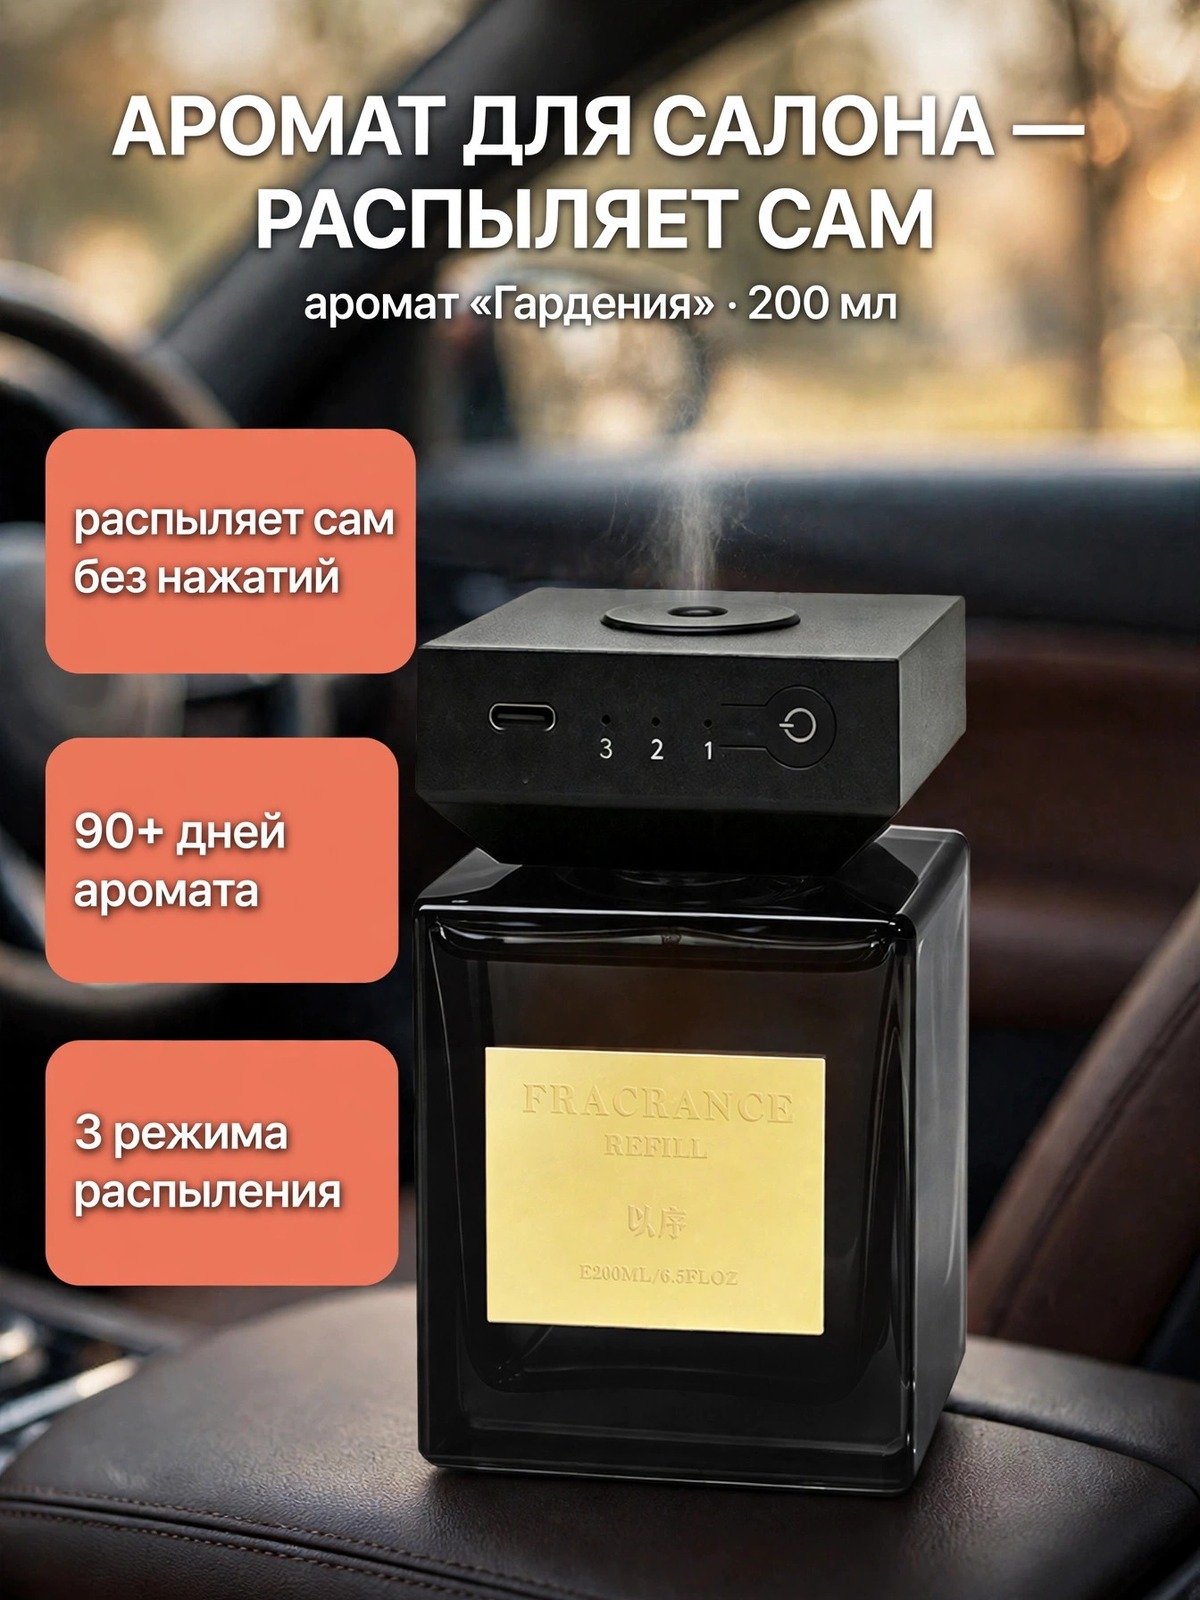 АРОМАТ ДЛЯ САЛОНА —
РАСПЫЛЯЕТ САМ
аромат «Гардения» · 200 мл
распыляет сам
без нажатий
90+ дней
аромата
3 режима
распыления
3 2 1
FRAGRANCE
REFILL
以序
E200ML/6.5FLOZ